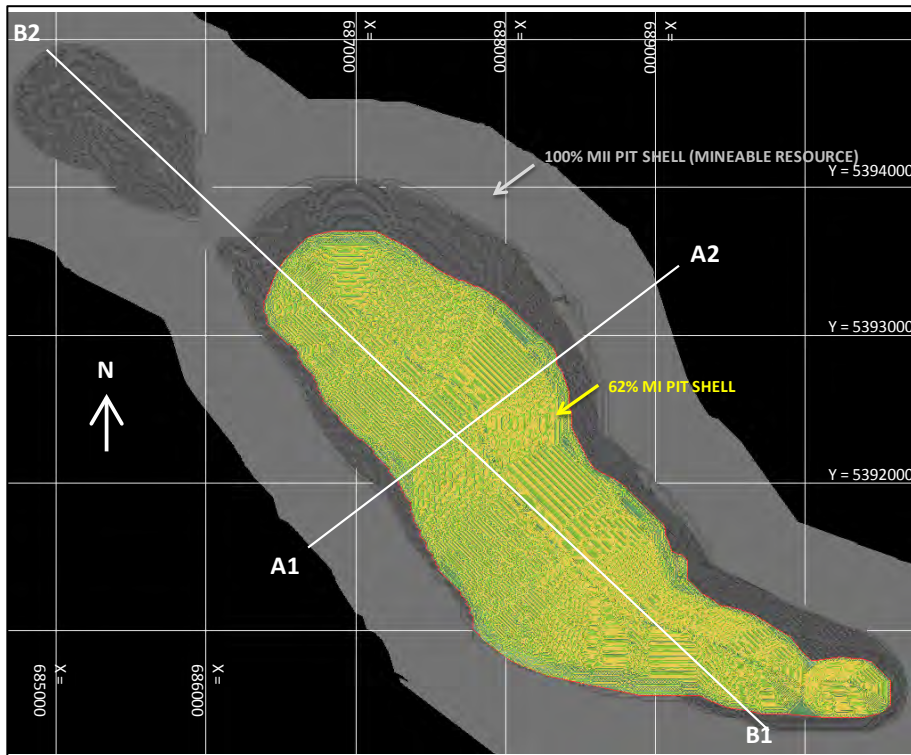 B2
X = 687000
X = 688000
X = 689000
100% MII PIT SHELL (MINEABLE RESOURCE)
Y = 5394000
A2
Y = 5393000
N
62% MI PIT SHELL
Y = 5392000
A1
X = 685000
X = 686000
B1